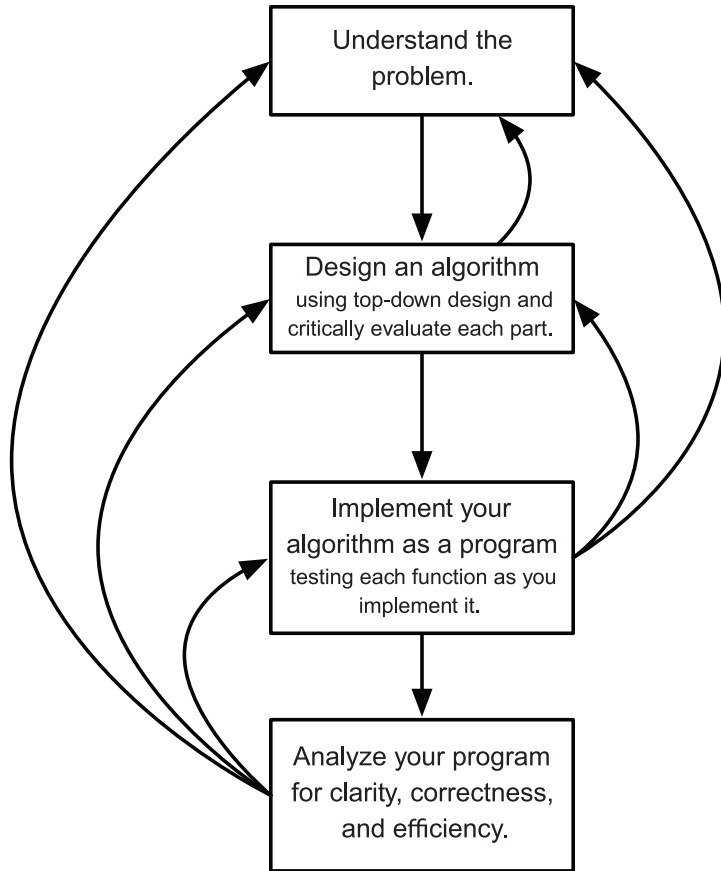 Understand the
problem.
Design an algorithm
using top-down design and
critically evaluate each part.
Implement your
algorithm as a program
testing each function as you
implement it.
Analyze your program
for clarity, correctness,
and efficiency.